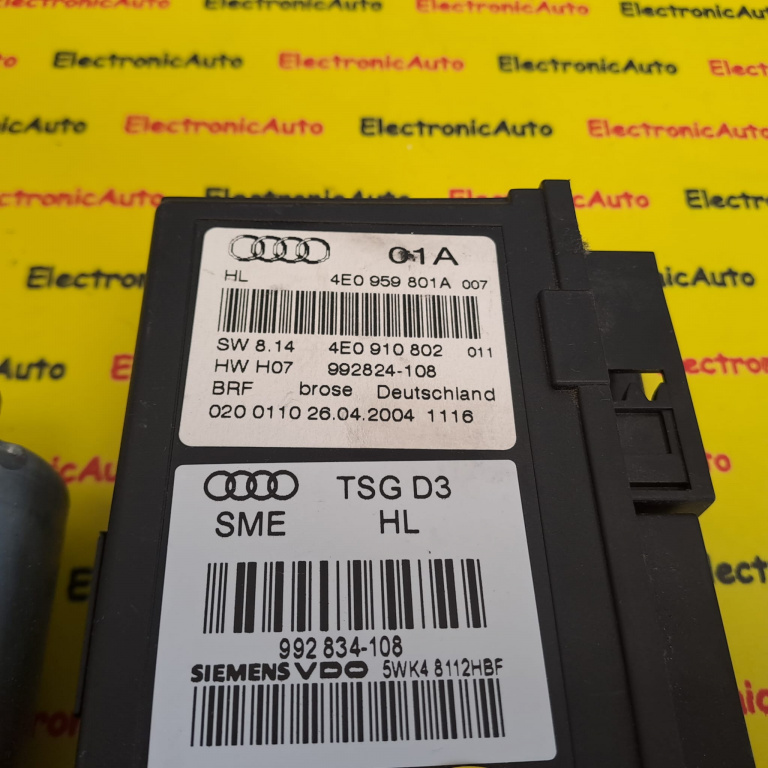 ElectronicAuto ElectronicAuto ElectronicAuto
ElectronicAuto ElectronicAuto ElectronicAuto
ElectronicAuto ElectronicAuto ElectronicAuto
01A
HL 4E0 959 801A 007
SW 8.14 4E0 910 802 011
HW H07 992824-108
BRF brose Deutschland
020 0110 26.04.2004 1116
TSG D3
SME HL
992 834-108
SIEMENS VDO 5WK4 8112HBF